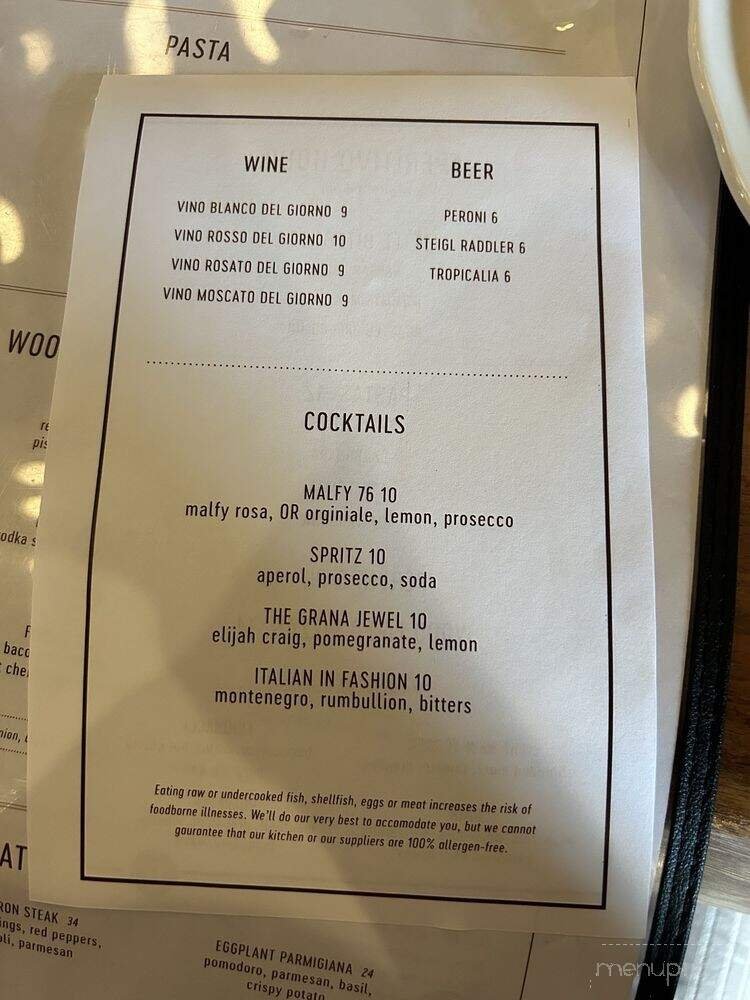 PASTA
WINE
VINO BLANCO DEL GIORNO 9
VINO ROSSO DEL GIORNO 10
VINO ROSATO DEL GIORNO 9
VINO MOSCATO DEL GIORNO 9
BEER
PERONI 6
STEIGL RADDLER 6
TROPICALIA 6
COCKTAILS
MALFY 76 10
malfy rosa, OR orginiale, lemon, prosecco
SPRITZ 10
aperol, prosecco, soda
THE GRANA JEWEL 10
elijah craig, pomegranate, lemon
ITALIAN IN FASHION 10
montenegro, rumbullion, bitters
Eating raw or undercooked fish, shellfish, eggs or meat increases the risk of
foodborne illnesses. We'll do our very best to accomodate you, but we cannot
gaurantee that our kitchen or our suppliers are 100% allergen-free.
WOO
STEAK 34
red peppers,
parmesan
EGGPLANT PARMIGIANA 24
pomodoro, parmesan, basil,
crispy potato
menup